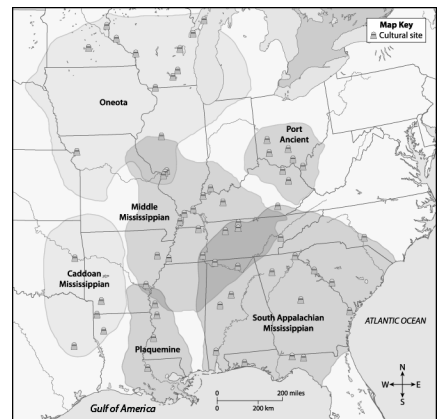 Map Key
Cultural site
Oneota
Port
Ancient
Middle
Mississippian
Caddoan
Mississippian
South Appalachian
Mississippian
ATLANTIC OCEAN
Plaquemine
Gulf of America
0 200 miles
0 200 km
N
W E
S